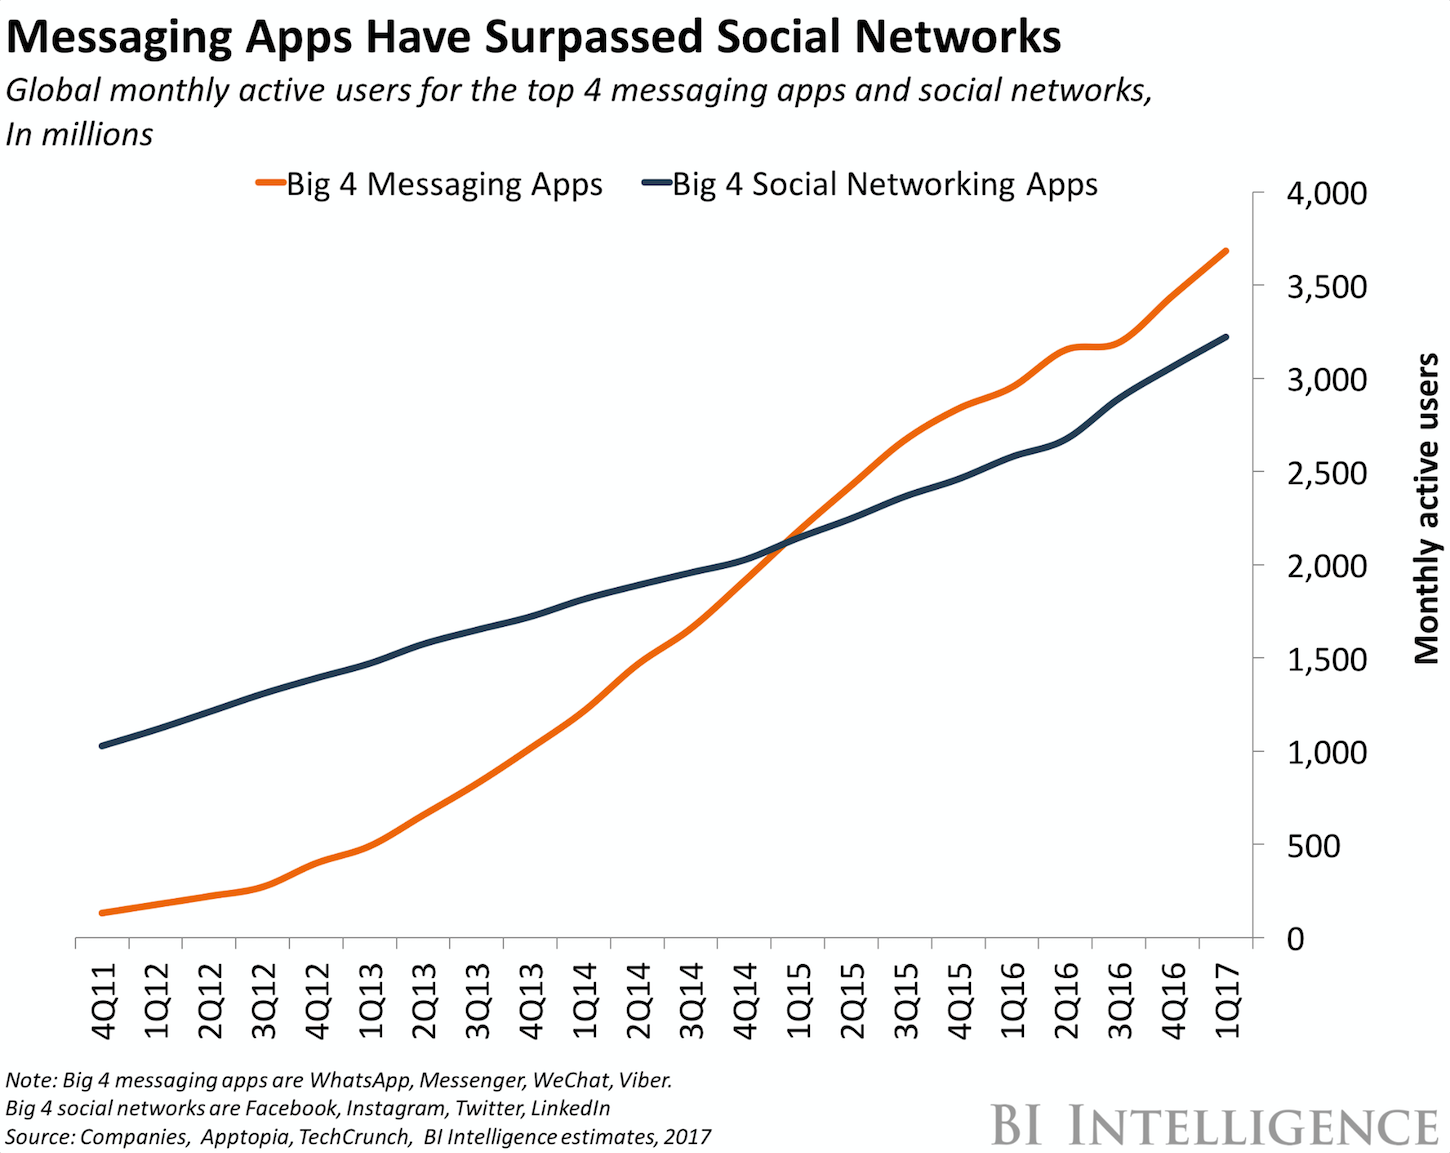 Messaging Apps Have Surpassed Social Networks
Global monthly active users for the top 4 messaging apps and social networks,
In millions
Big 4 Messaging Apps
Big 4 Social Networking Apps
4,000
3,500
3,000
2,500
2,000
1,500
1,000
500
0
Monthly active users
4Q11
1Q12
2Q12
3Q12
4Q12
1Q13
2Q13
3Q13
4Q13
1Q14
2Q14
3Q14
4Q14
1Q15
2Q15
3Q15
4Q15
1Q16
2Q16
3Q16
4Q16
1Q17
Note: Big 4 messaging apps are WhatsApp, Messenger, WeChat, Viber.
Big 4 social networks are Facebook, Instagram, Twitter, LinkedIn
Source: Companies, Apptopia, TechCrunch, BI Intelligence estimates, 2017
BI INTELLIGENCE